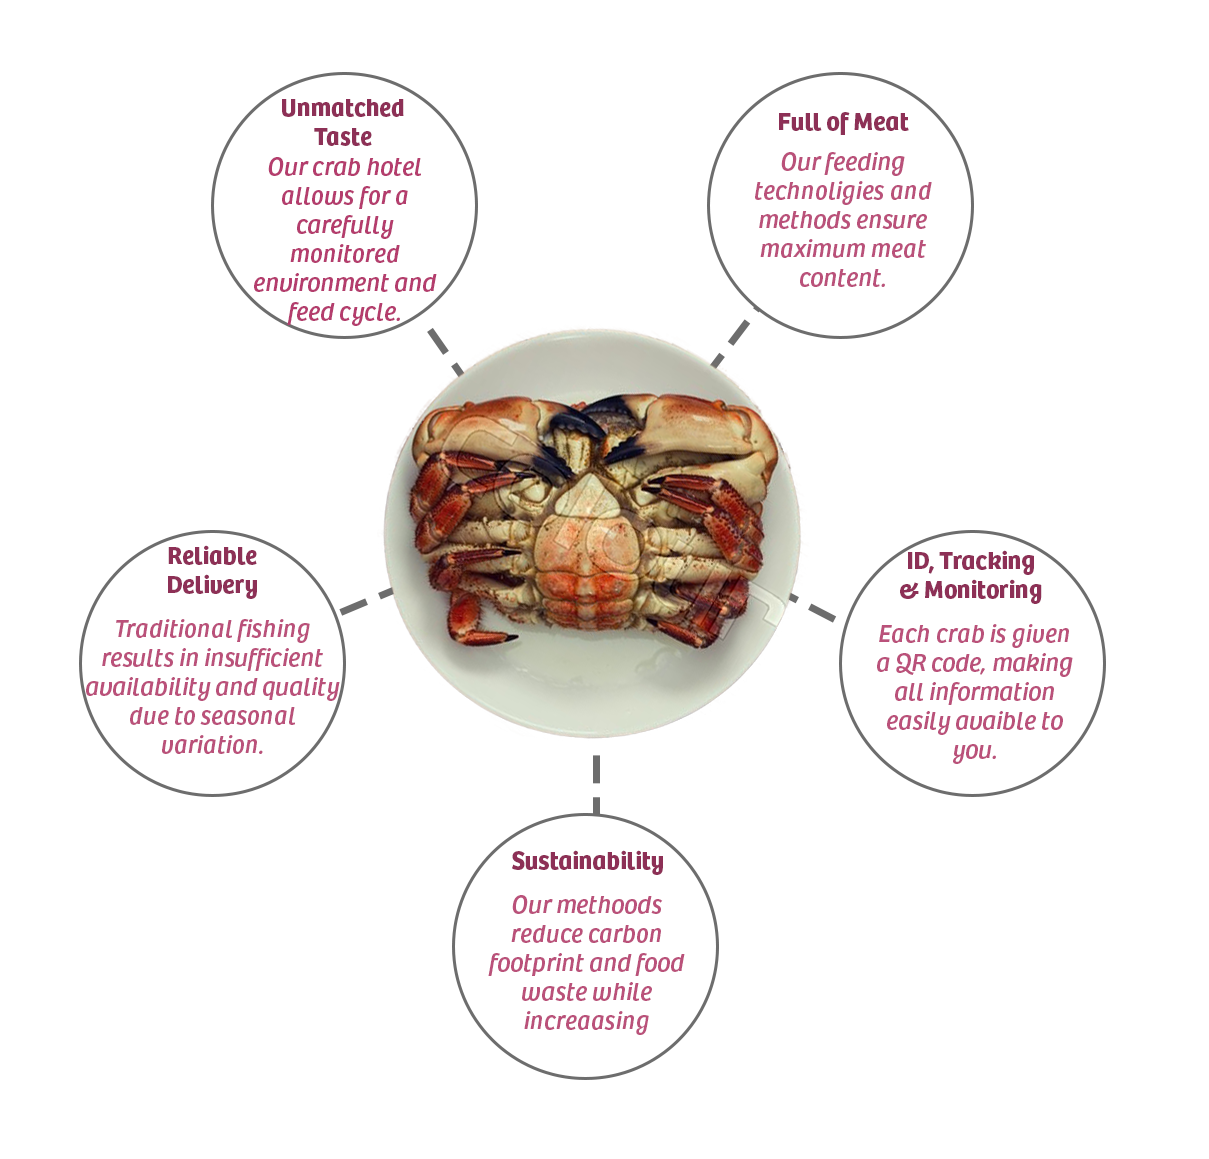 Unmatched
Taste
Our crab hotel
allows for a
carefully
monitored
environment and
feed cycle.
Full of Meat
Our feeding
technoligies and
methods ensure
maximum meat
content.
Reliable
Delivery
Traditional fishing
results in insufficient
availability and quality
due to seasonal
variation.
ID, Tracking
& Monitoring
Each crab is given
a QR code, making
all information
easily avaible to
you.
Sustainability
Our methoods
reduce carbon
footprint and food
waste while
increaasing